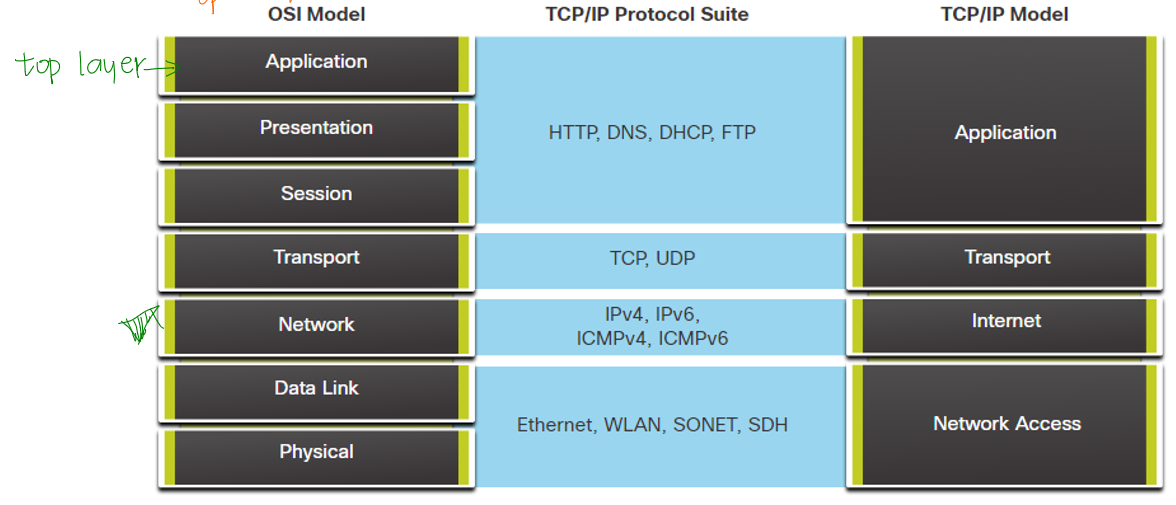 OSI Model
TCP/IP Protocol Suite
TCP/IP Model
top layer
Application
Presentation
Session
HTTP, DNS, DHCP, FTP
Application
Transport
TCP, UDP
Transport
Network
IPv4, IPv6,
ICMPv4, ICMPv6
Internet
Data Link
Physical
Ethernet, WLAN, SONET, SDH
Network Access